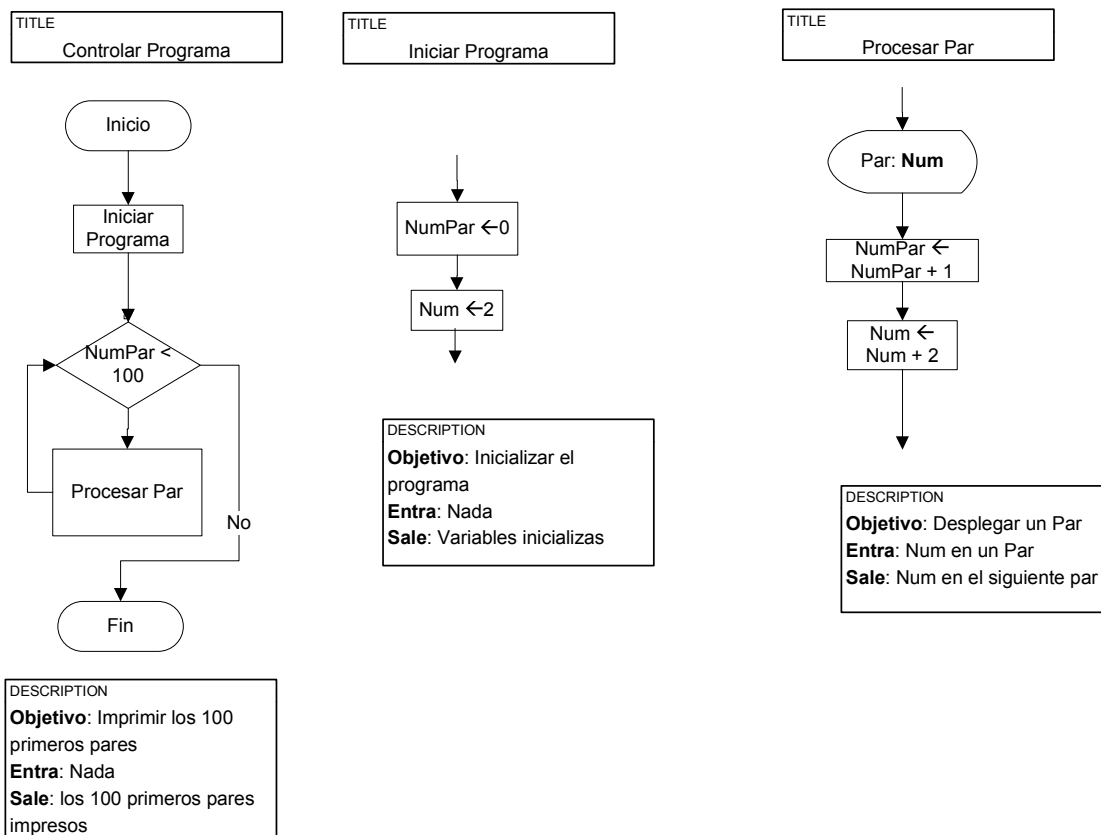 TITLE
Controlar Programa
Inicio
Iniciar
Programa
NumPar <
100
Procesar Par
No
Fin
DESCRIPTION
Objetivo: Imprimir los 100
primeros pares
Entra: Nada
Sale: los 100 primeros pares
impresos
TITLE
Iniciar Programa
NumPar ←0
Num ←2
DESCRIPTION
Objetivo: Inicializar el
programa
Entra: Nada
Sale: Variables inicializas
TITLE
Procesar Par
Par: Num
NumPar ←
NumPar + 1
Num ←
Num + 2
DESCRIPTION
Objetivo: Desplegar un Par
Entra: Num en un Par
Sale: Num en el siguiente par